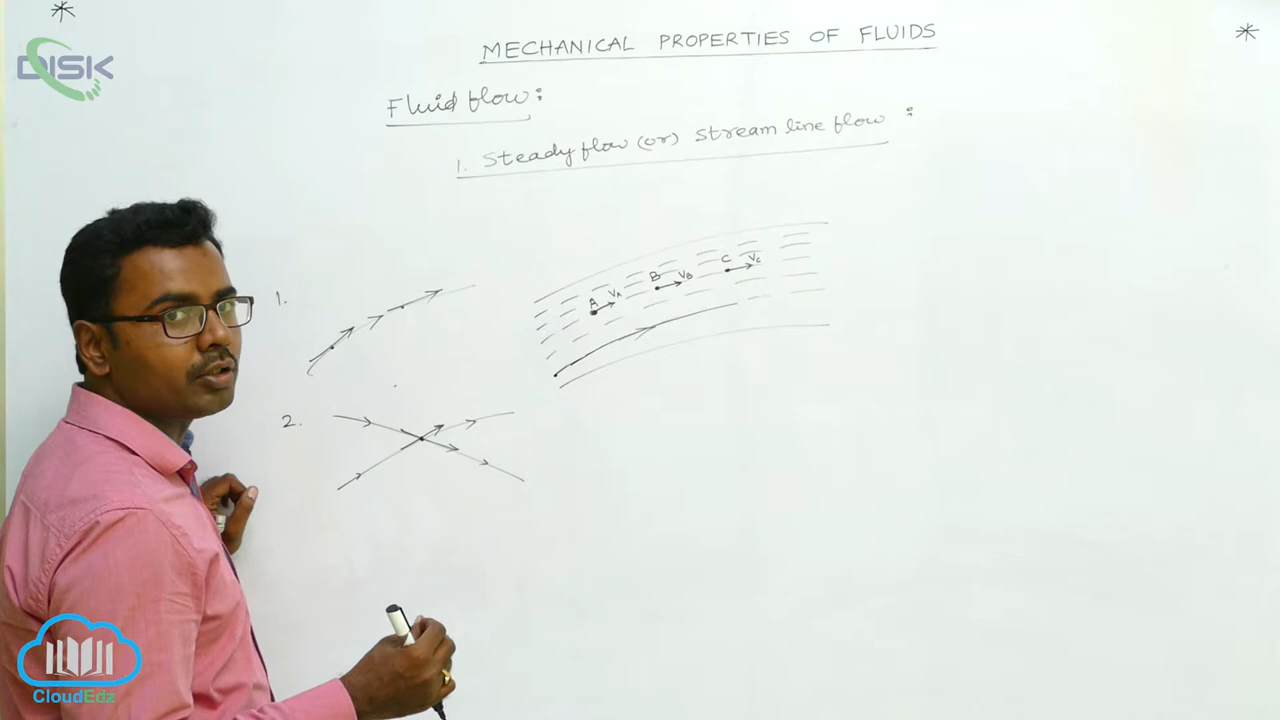 *
*
DISK
MECHANICAL PROPERTIES OF FLUIDS
Fluid flow:
1. Steady flow (or) Stream line flow :
1.
A VA
B VB
C VC
2.
CloudEdz